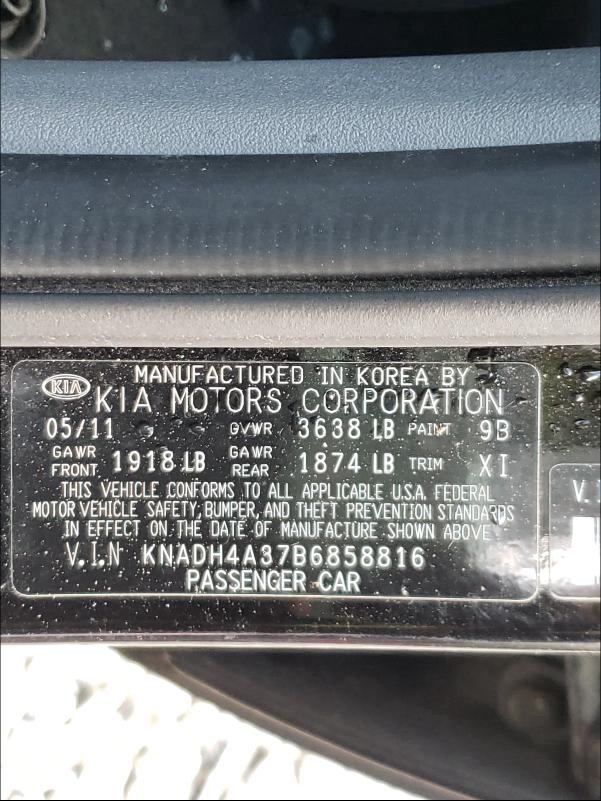 MANUFACTURED IN KOREA BY
KIA KIA MOTORS CORPORATION
05/11 GVWR 3638 LB PAINT 9B
GAWR FRONT 1918 LB GAWR REAR 1874 LB TRIM XI
THIS VEHICLE CONFORMS TO ALL APPLICABLE U.S.A. FEDERAL
MOTOR VEHICLE SAFETY, BUMPER, AND THEFT PREVENTION STANDARDS
IN EFFECT ON THE DATE OF MANUFACTURE SHOWN ABOVE
V.I.N KNADH4A37B6858816
PASSENGER CAR